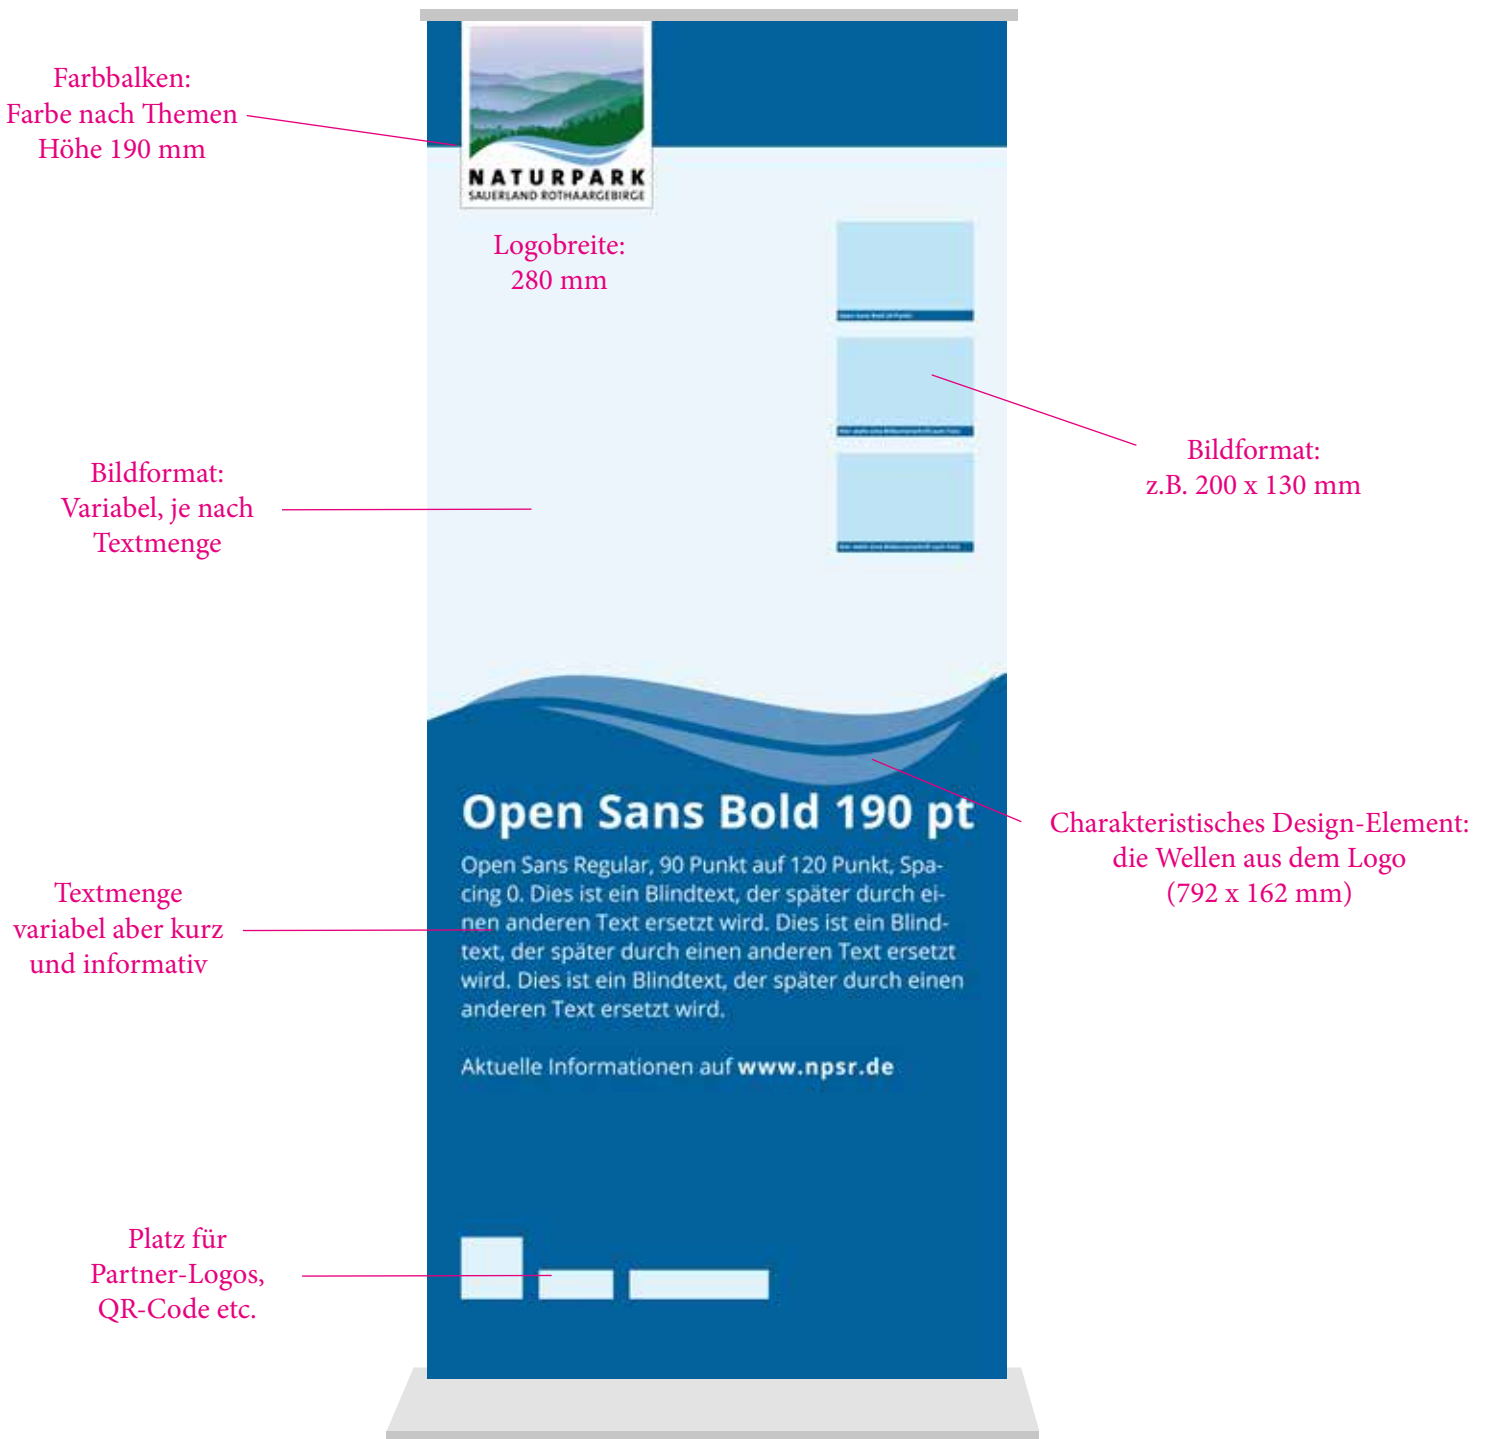 Farbbalken:
Farbe nach Themen
Höhe 190 mm
NATURPARK
SAUERLAND ROTHAARGEBIRGE
Logobreite:
280 mm
Open Sans Bold
Bildformat:
z.B. 200 x 130 mm
Bildformat:
Variabel, je nach
Textmenge
Open Sans Bold 190 pt
Charakteristisches Design-Element:
die Wellen aus dem Logo
(792 x 162 mm)
Open Sans Regular, 90 Punkt auf 120 Punkt, Spa-
cing 0. Dies ist ein Blindtext, der später durch ei-
nen anderen Text ersetzt wird. Dies ist ein Blind-
text, der später durch einen anderen Text ersetzt
wird. Dies ist ein Blindtext, der später durch einen
anderen Text ersetzt wird.
Textmenge
variabel aber kurz
und informativ
Aktuelle Informationen auf www.npsr.de
Platz für
Partner-Logos,
QR-Code etc.